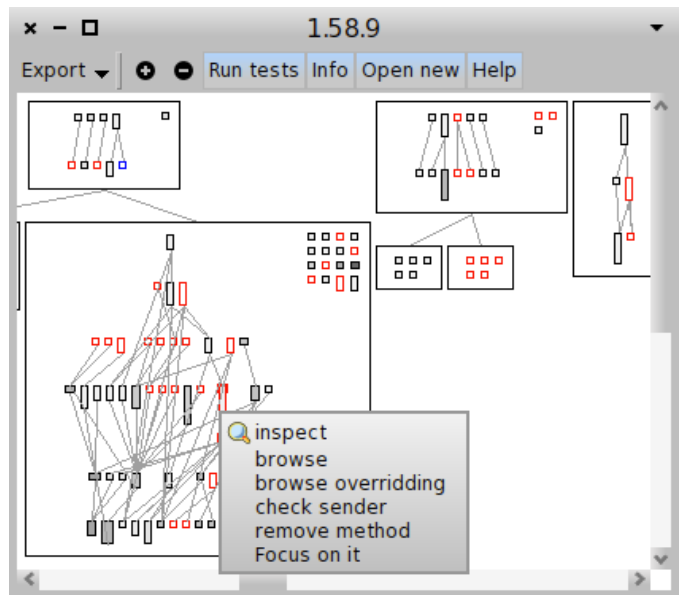 1.58.9
Export Run tests Info Open new Help
inspect
browse
browse overridding
check sender
remove method
Focus on it